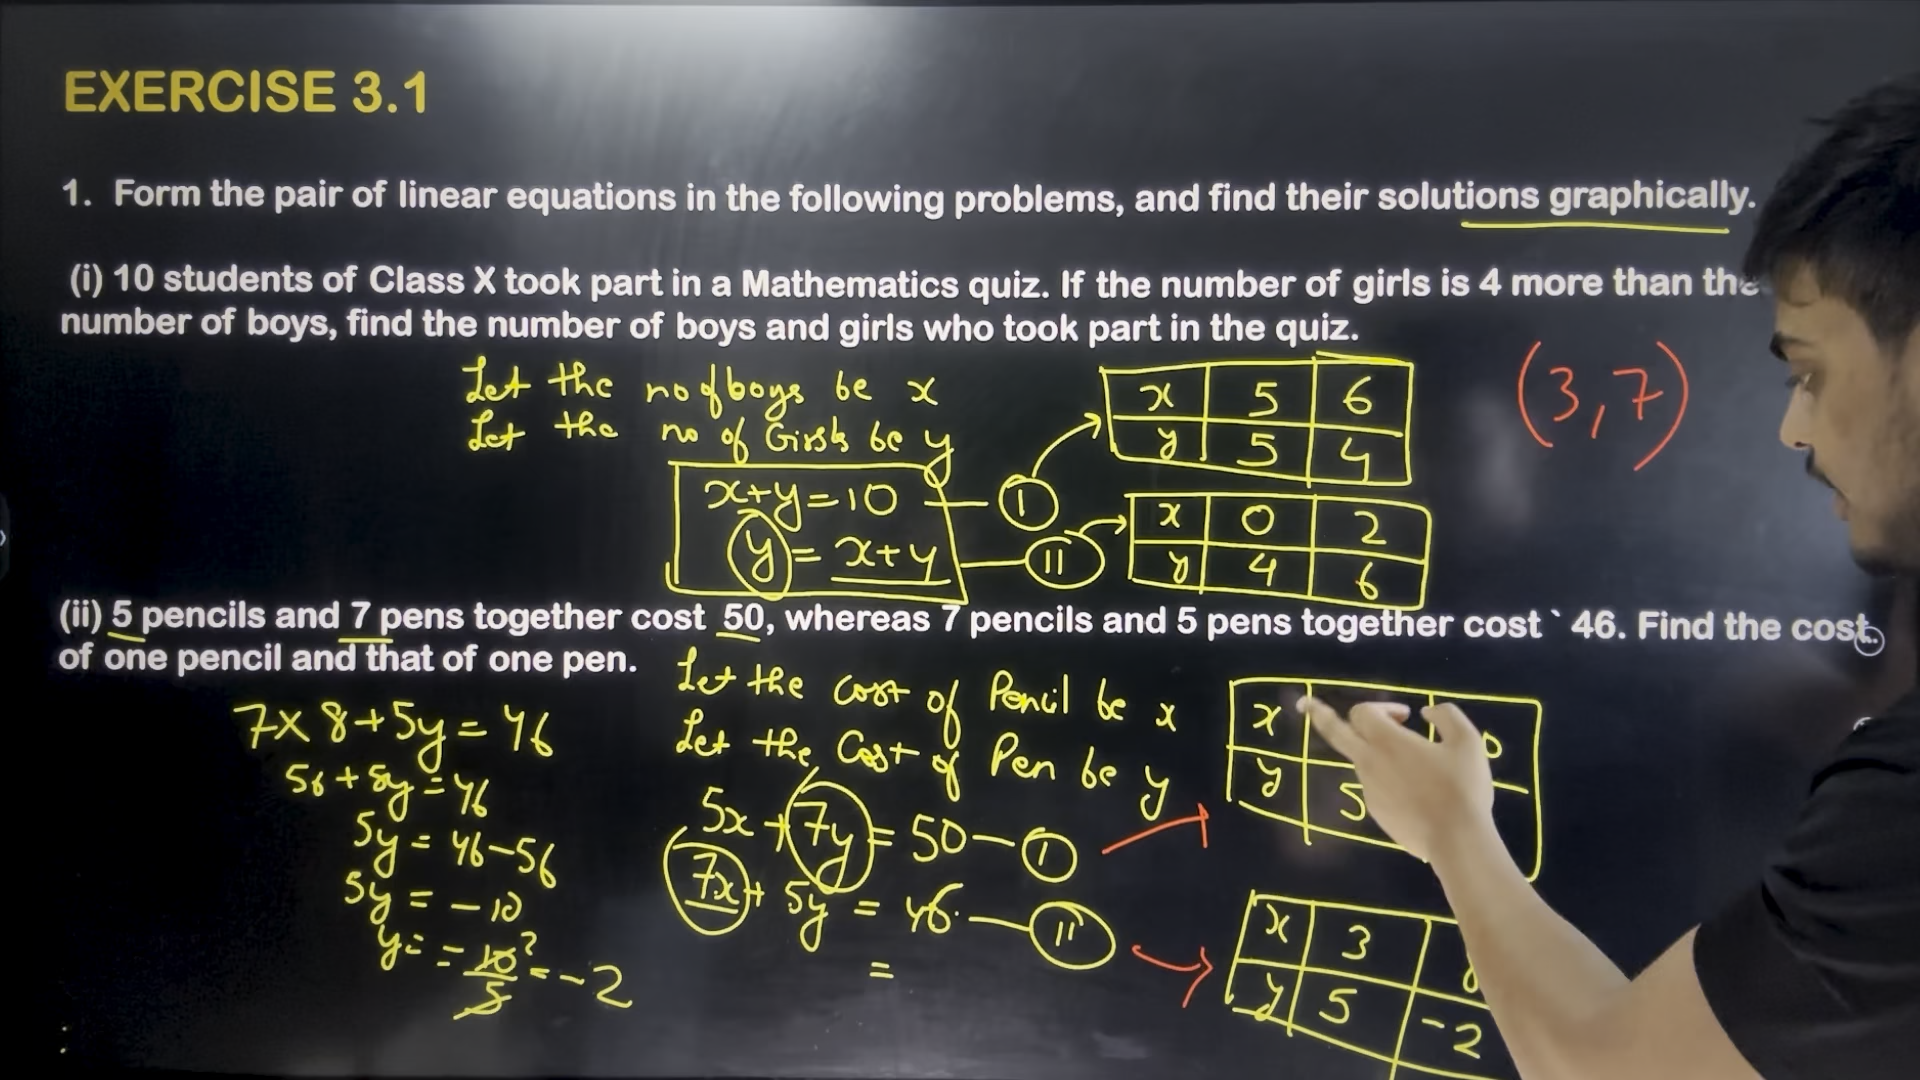 EXERCISE 3.1
1. Form the pair of linear equations in the following problems, and find their solutions graphically.
(i) 10 students of Class X took part in a Mathematics quiz. If the number of girls is 4 more than the
number of boys, find the number of boys and girls who took part in the quiz.
Let the no of boys be x
Let the no of Girls be y
x+y=10 — I
y = x+4 — II
x 5 6
y 5 4
x 0 2
y 4 6
(3,7)
(ii) 5 pencils and 7 pens together cost 50, whereas 7 pencils and 5 pens together cost ` 46. Find the cost
of one pencil and that of one pen.
Let the cost of Pencil be x
Let the Cost of Pen be y
5x+7y=50 — I
7x+5y = 46. — II
=
7x8+5y=46
56+5y=46
5y=46-56
5y=-10
y= -10/5 2 = -2
x
y 5
x 3
y 5 -2